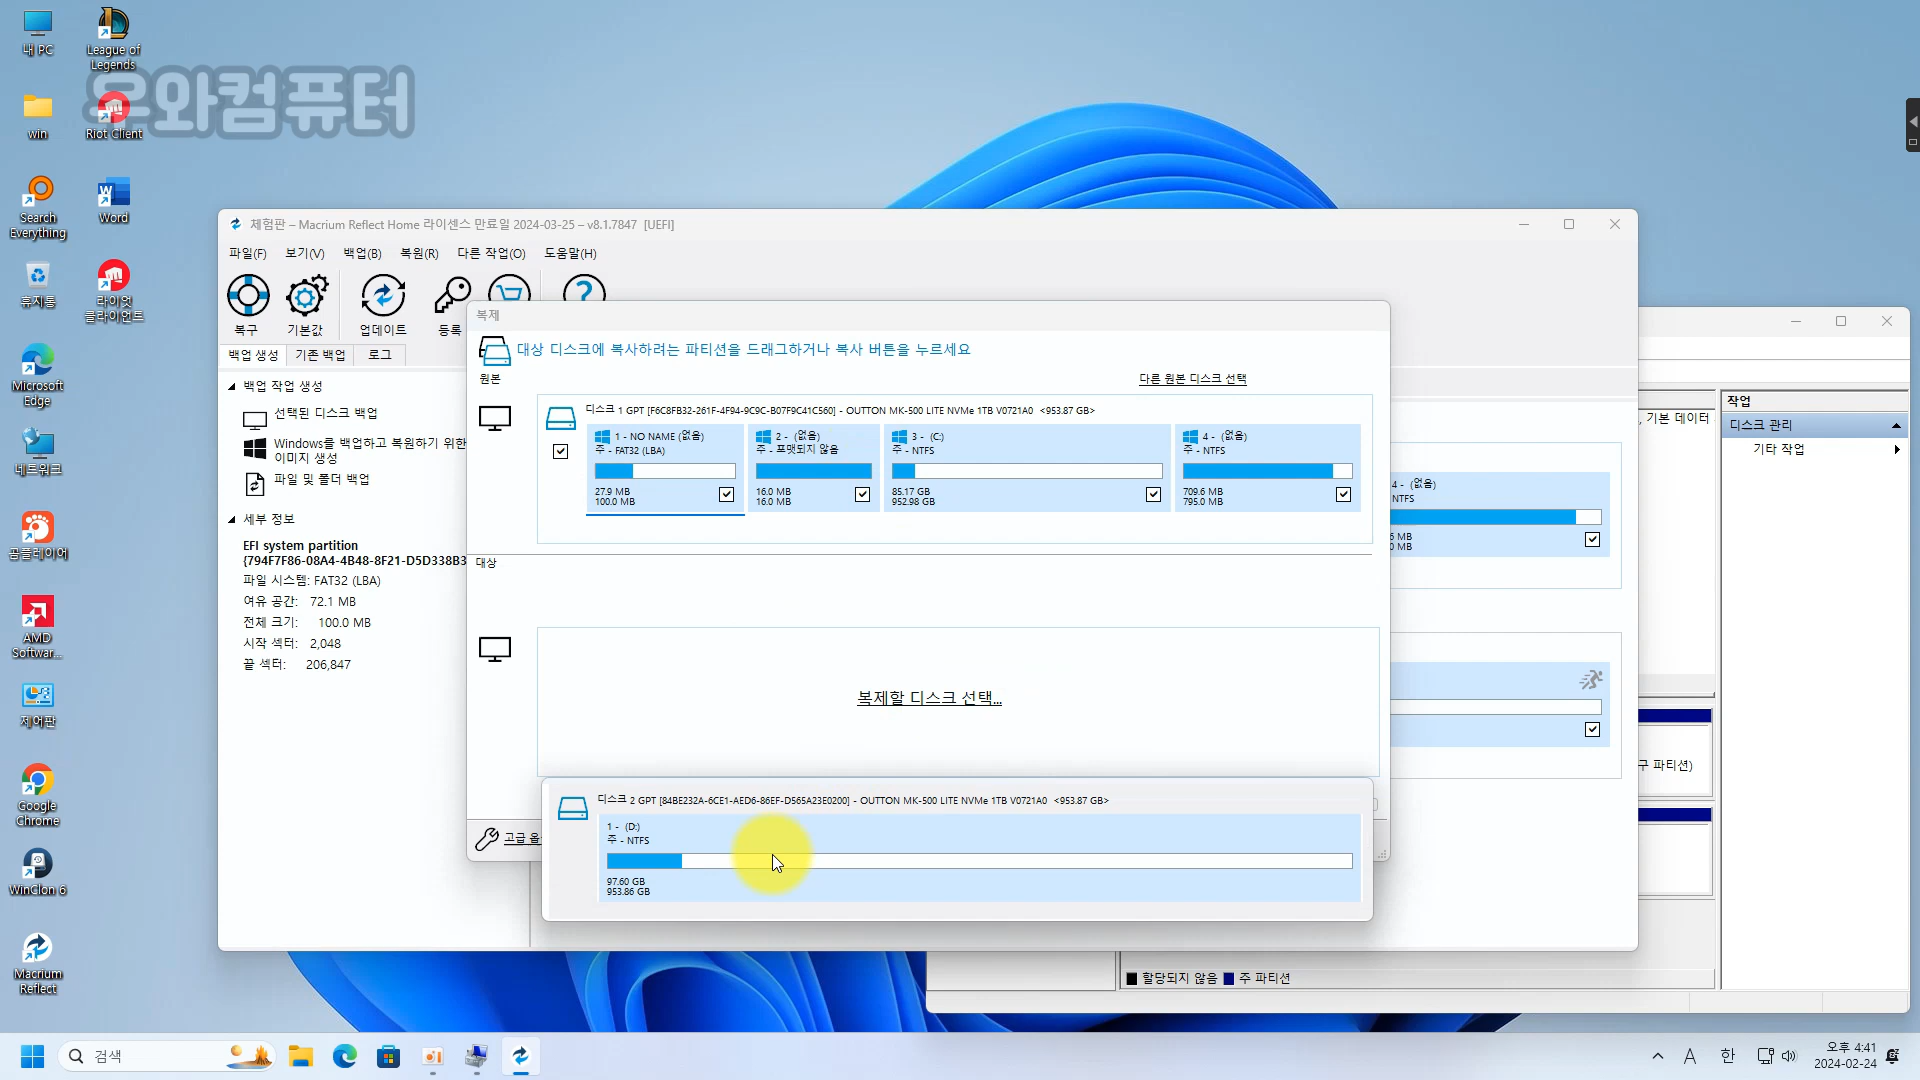 내 PC
League of
Legends
우와컴퓨터
win
Riot Client
Search
Everything
Word
휴지통
라이엇
클라이언트
Microsoft
Edge
네트워크
곰플레이어
AMD
Softwar...
제어판
Google
Chrome
WinClon 6
Macrium
Reflect
체험판 – Macrium Reflect Home 라이센스 만료일 2024-03-25 – v8.1.7847 [UEFI]
파일(F) 보기(V) 백업(B) 복원(R) 다른 작업(O) 도움말(H)
복구 기본값 업데이트 등록
백업 생성 기존 백업 로그
백업 작업 생성
선택된 디스크 백업
Windows를 백업하고 복원하기 위한
이미지 생성
파일 및 폴더 백업
세부 정보
EFI system partition
{794F7F86-08A4-4B48-8F21-D5D338B3
파일 시스템: FAT32 (LBA)
여유 공간: 72.1 MB
전체 크기: 100.0 MB
시작 섹터: 2,048
끝 섹터: 206,847
복제
대상 디스크에 복사하려는 파티션을 드래그하거나 복사 버튼을 누르세요
원본
다른 원본 디스크 선택
디스크 1 GPT [F6C8FB32-261F-4F94-9C9C-B07F9C41C560] - OUTTON MK-500 LITE NVMe 1TB V0721A0 <953.87 GB>
1 - NO NAME (없음)
주 - FAT32 (LBA)
27.9 MB
100.0 MB
2 - (없음)
주 - 포맷되지 않음
16.0 MB
16.0 MB
3 - (C:)
주 - NTFS
85.17 GB
952.98 GB
4 - (없음)
주 - NTFS
709.6 MB
795.0 MB
대상
복제할 디스크 선택...
고급 옵
디스크 2 GPT [84BE232A-6CE1-AED6-86EF-D565A23E0200] - OUTTON MK-500 LITE NVMe 1TB V0721A0 <953.87 GB>
1 - (D:)
주 - NTFS
97.60 GB
953.86 GB
4 - (없음)
NTFS
6 MB
0 MB
, 기본 데이터
구 파티션)
작업
디스크 관리
기타 작업
할당되지 않음 주 파티션
검색
A 한
오후 4:41
2024-02-24